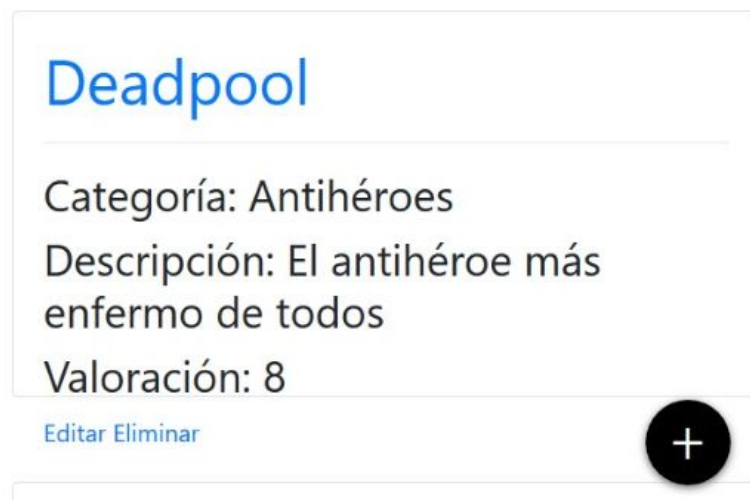 Deadpool
Categoría: Antihéroes
Descripción: El antihéroe más
enfermo de todos
Valoración: 8
Editar Eliminar
+